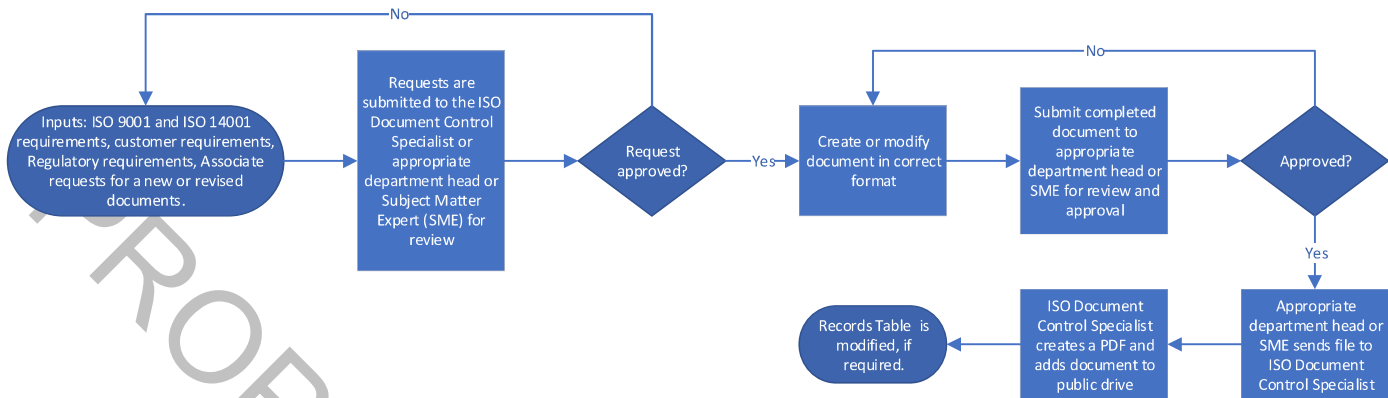 No
Inputs: ISO 9001 and ISO 14001
requirements, customer requirements,
Regulatory requirements, Associate
requests for a new or revised
documents.
Requests are
submitted to the ISO
Document Control
Specialist or
appropriate
department head or
Subject Matter
Expert (SME) for
review
Request
approved?
Yes
No
Create or modify
document in correct
format
Submit completed
document to
appropriate
department head or
SME for review and
approval
Approved?
Yes
Appropriate
department head or
SME sends file to
ISO Document
Control Specialist
ISO Document
Control Specialist
creates a PDF and
adds document to
public drive
Records Table is
modified, if
required.